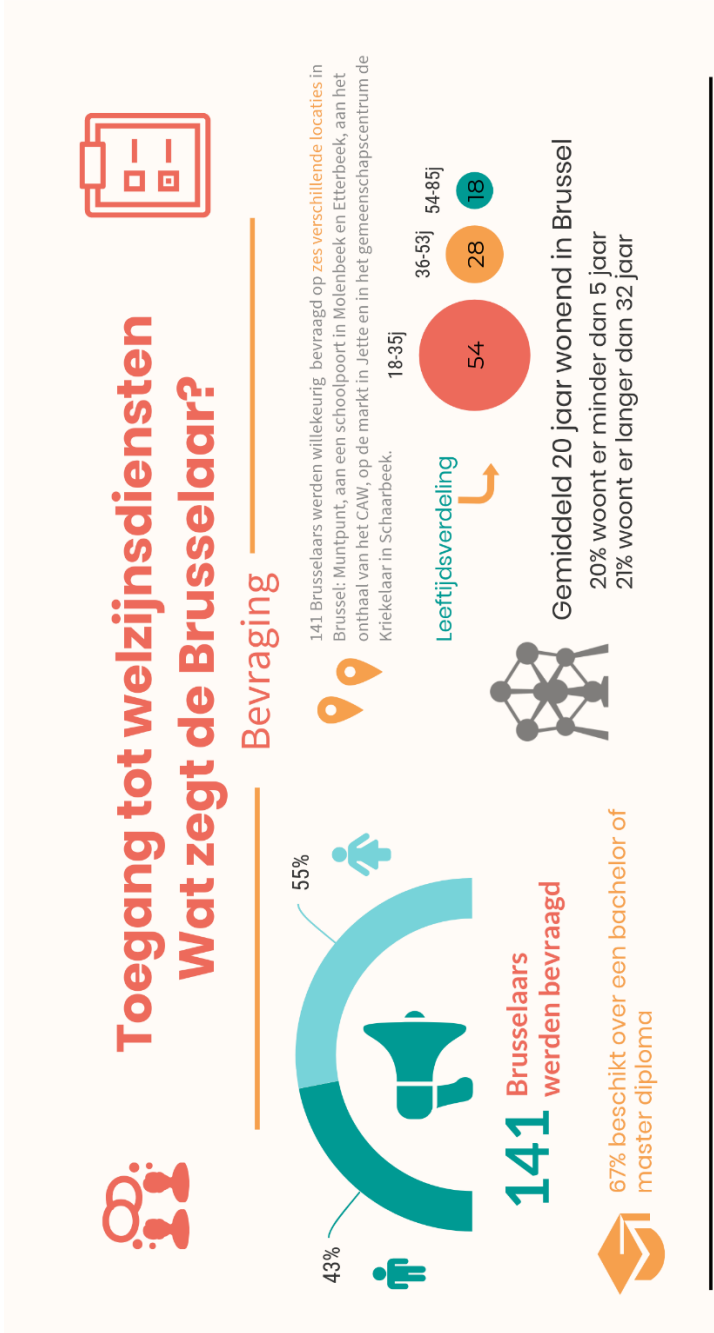 Toegang tot welzijnsdiensten
Wat zegt de Brusselaar?
Bevraging
43%
55%
141
Brusselaars
werden bevraagd
67% beschikt over een bachelor of
master diploma
141 Brusselaars werden willekeurig bevraagd op zes verschillende locaties in
Brussel: Muntpunt, aan een schoolpoort in Molenbeek en Etterbeek, aan het
onthaal van het CAW, op de markt in Jette en in het gemeenschapscentrum de
Kriekelaar in Schaarbeek.
Leeftijdsverdeling
18-35j
54
36-53j
28
54-85j
18
Gemiddeld 20 jaar wonend in Brussel
20% woont er minder dan 5 jaar
21% woont er langer dan 32 jaar